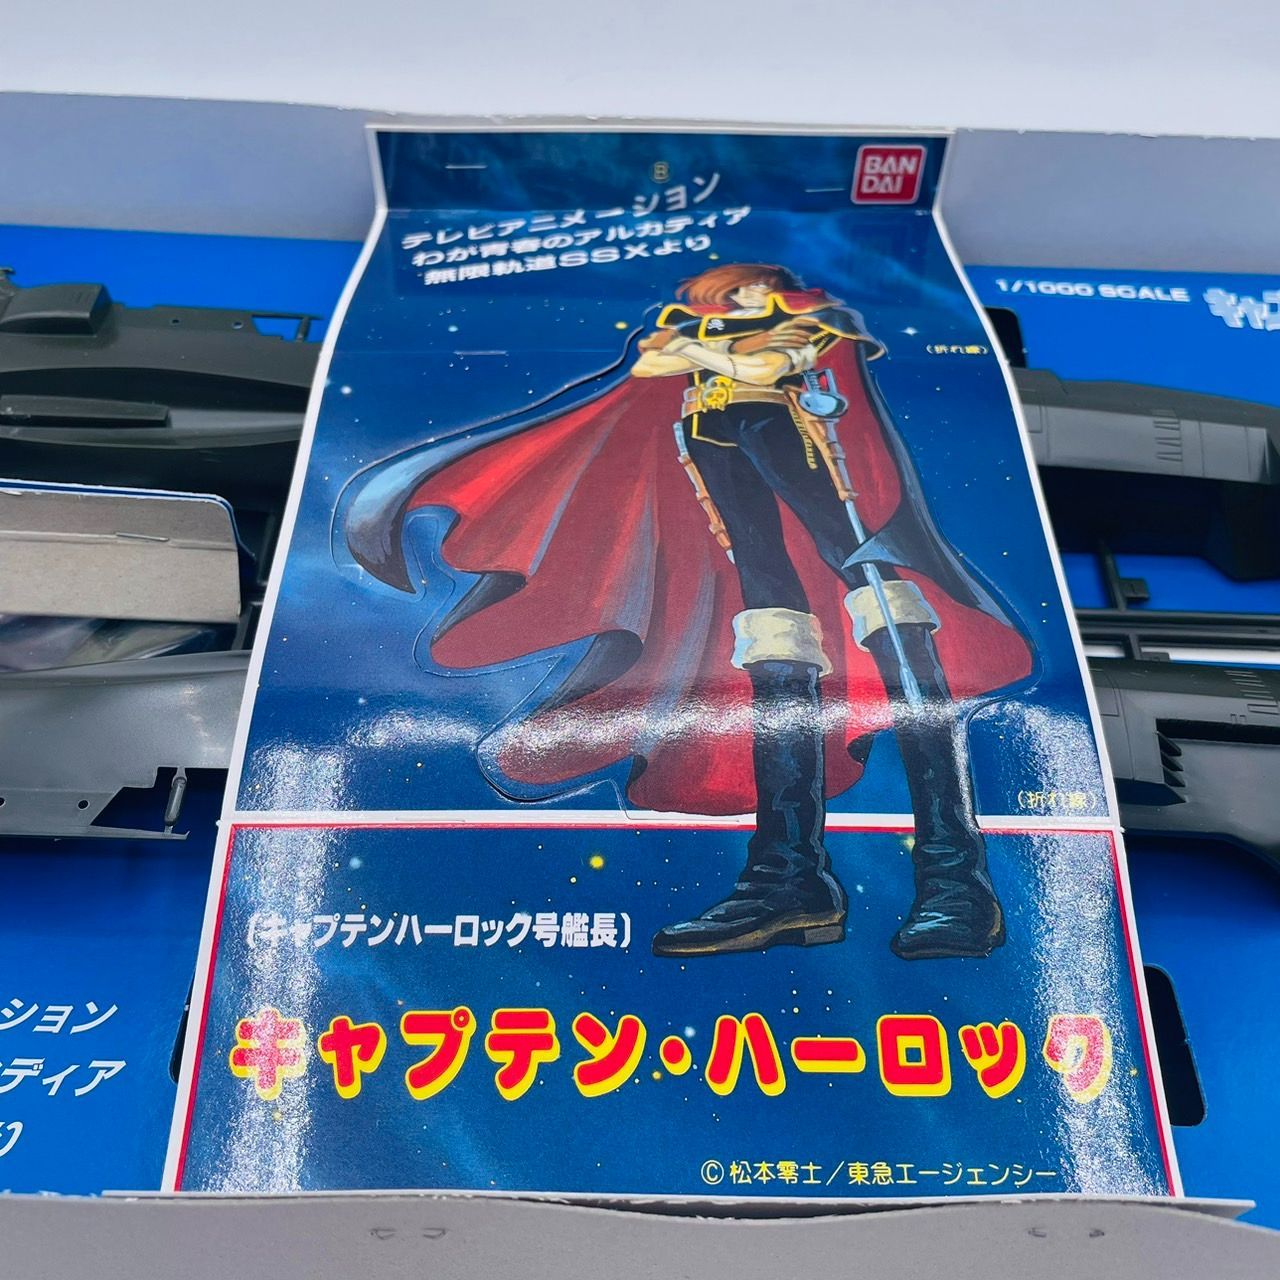 B
BAN
DAI
テレビアニメーション
わが青春のアルカディア
無限軌道SSXより
1/1000 SCALE
(折れ線)
(折れ線)
〔キャプテンハーロック号艦長〕
キャプテン・ハーロック
ション
ディア
り
©松本零士/東急エージェンシー